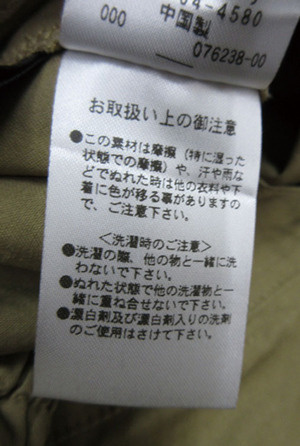 04-4580
000 中国製
076238-00
お取扱い上の御注意
●この素材は摩擦（特に湿った
状態での摩擦）や、汗や雨な
どでぬれた時は他の衣料や下
着に色が移る事がありますの
で、ご注意下さい。
＜洗濯時のご注意＞
●洗濯の際、他の物と一緒に洗
わないで下さい。
●ぬれた状態で他の洗濯物と一
緒に重ね合せないで下さい。
●漂白剤及び漂白剤入りの洗剤
のご使用はさけて下さい。